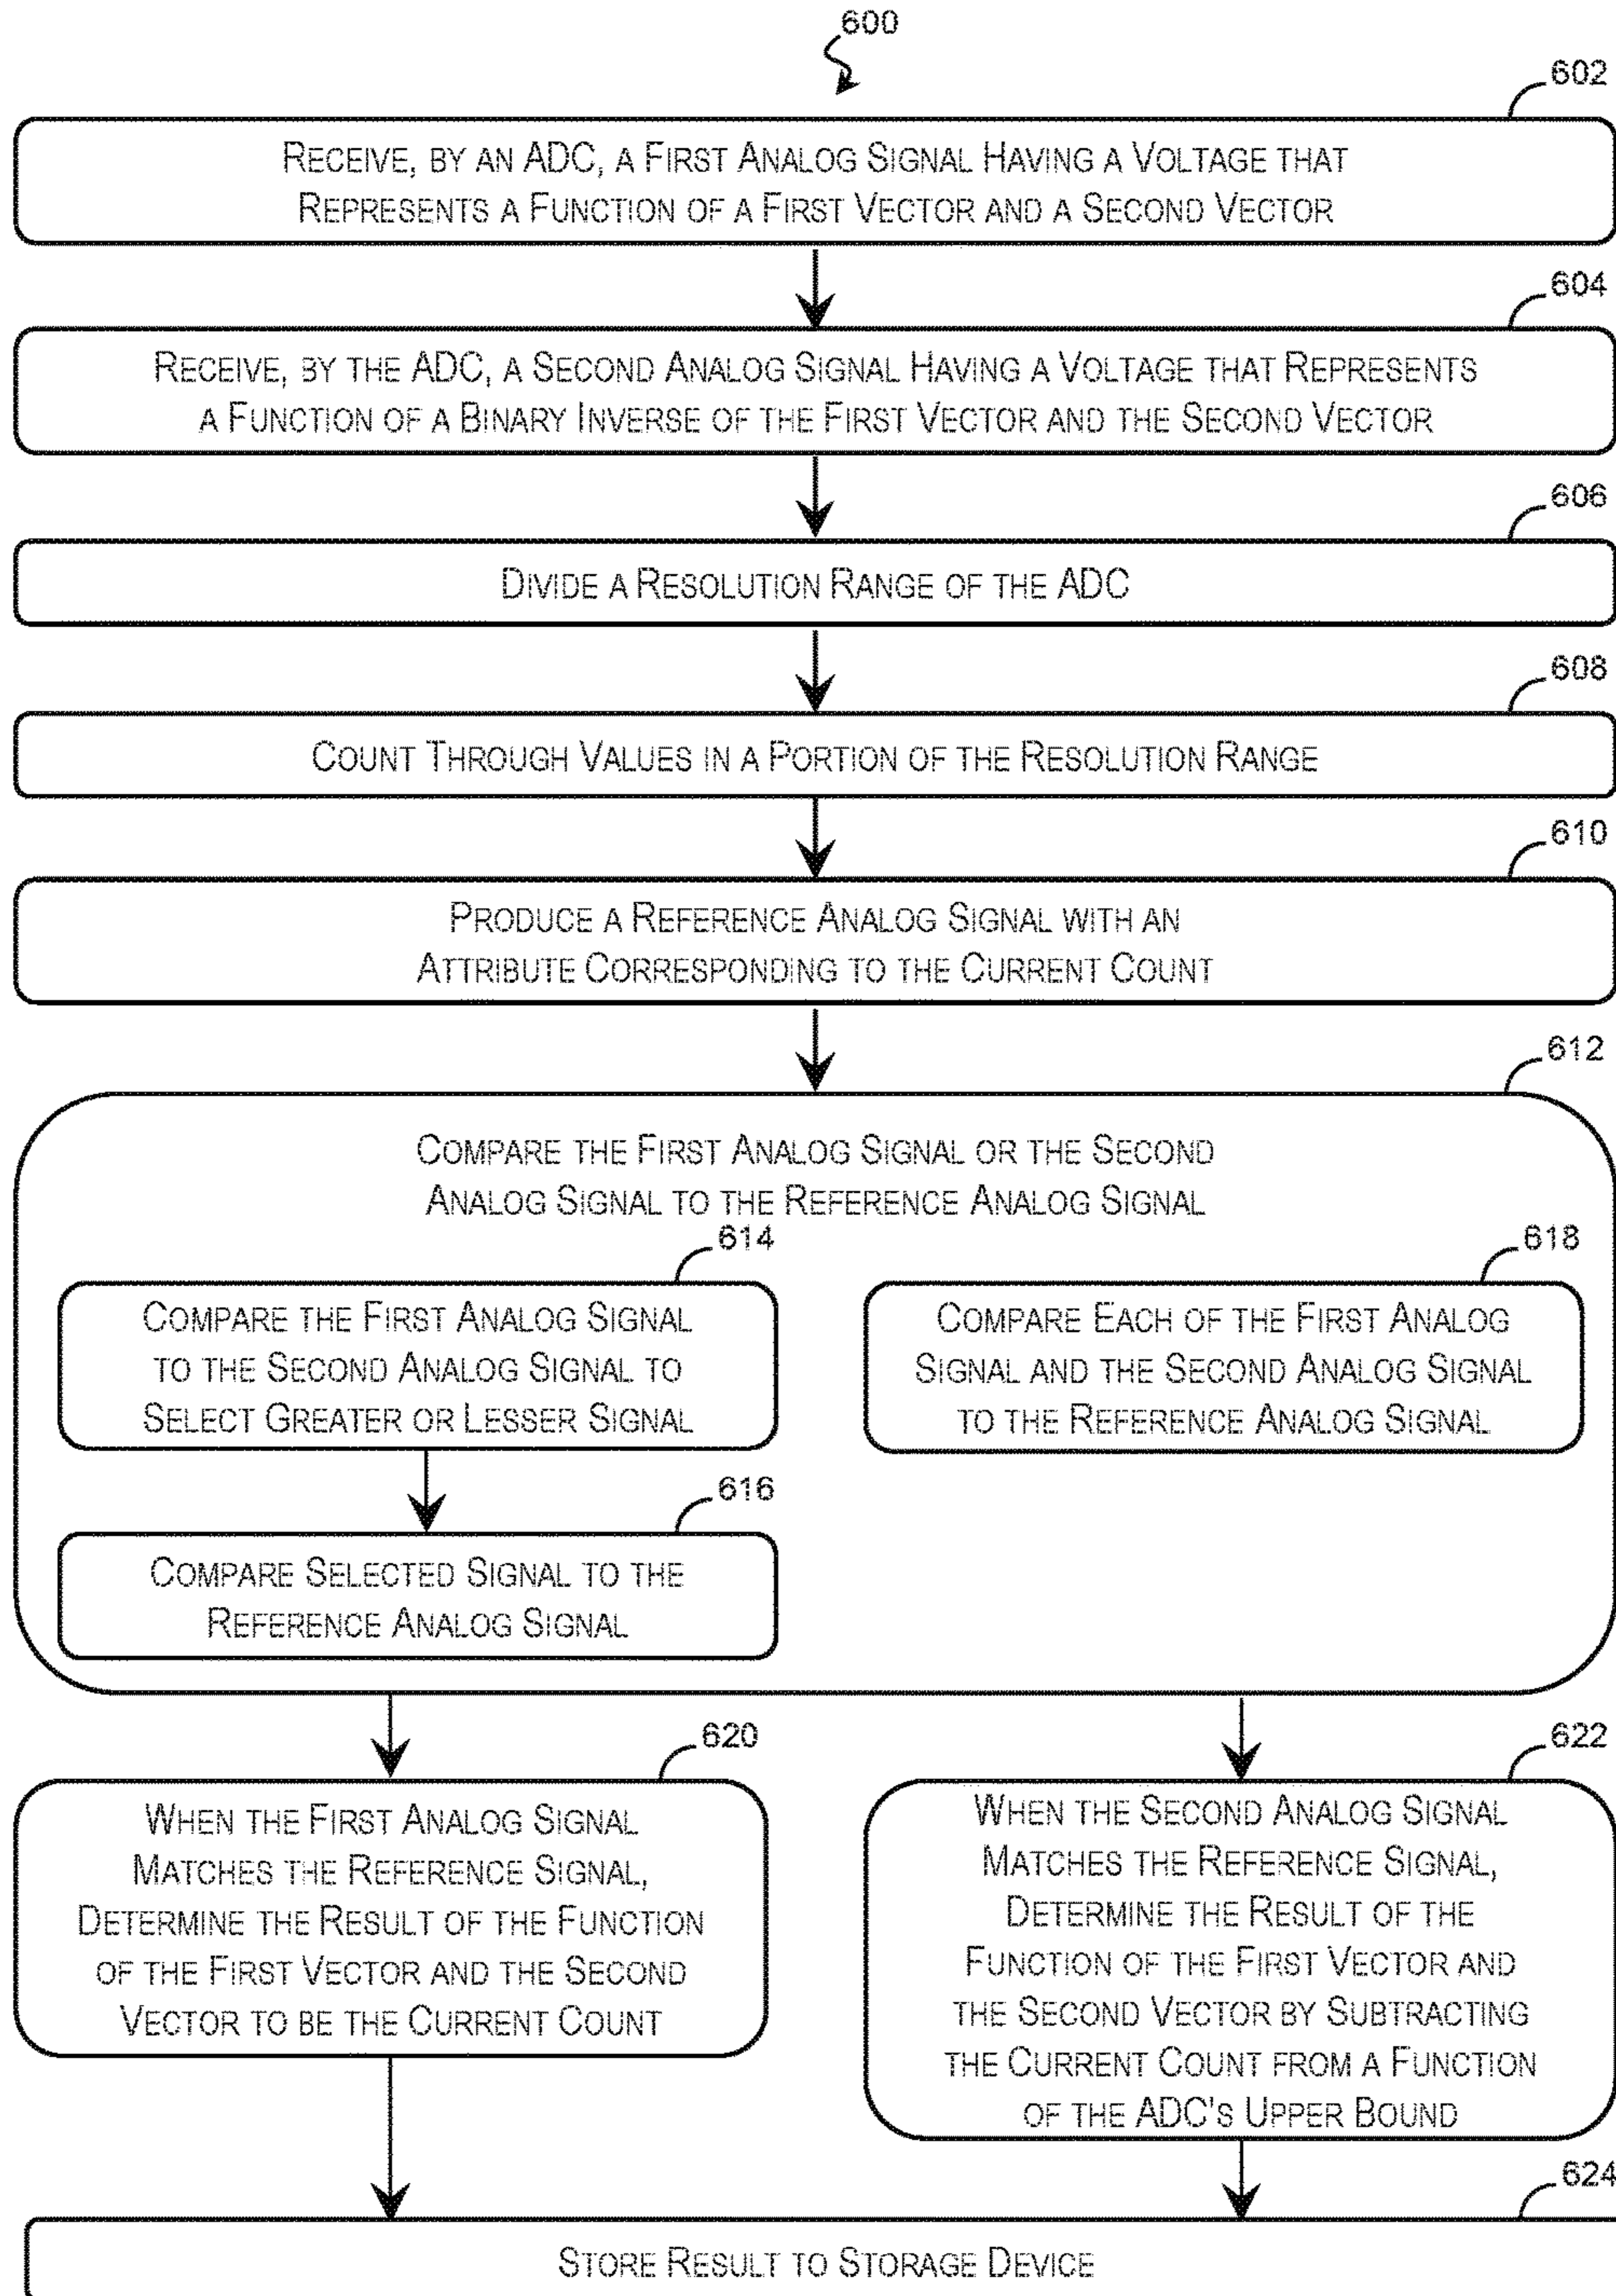 600
602
RECEIVE, BY AN ADC, A FIRST ANALOG SIGNAL HAVING A VOLTAGE THAT
REPRESENTS A FUNCTION OF A FIRST VECTOR AND A SECOND VECTOR
604
RECEIVE, BY THE ADC, A SECOND ANALOG SIGNAL HAVING A VOLTAGE THAT REPRESENTS
A FUNCTION OF A BINARY INVERSE OF THE FIRST VECTOR AND THE SECOND VECTOR
606
DIVIDE A RESOLUTION RANGE OF THE ADC
608
COUNT THROUGH VALUES IN A PORTION OF THE RESOLUTION RANGE
610
PRODUCE A REFERENCE ANALOG SIGNAL WITH AN
ATTRIBUTE CORRESPONDING TO THE CURRENT COUNT
612
COMPARE THE FIRST ANALOG SIGNAL OR THE SECOND
ANALOG SIGNAL TO THE REFERENCE ANALOG SIGNAL
614
COMPARE THE FIRST ANALOG SIGNAL
TO THE SECOND ANALOG SIGNAL TO
SELECT GREATER OR LESSER SIGNAL
616
COMPARE SELECTED SIGNAL TO THE
REFERENCE ANALOG SIGNAL
618
COMPARE EACH OF THE FIRST ANALOG
SIGNAL AND THE SECOND ANALOG SIGNAL
TO THE REFERENCE ANALOG SIGNAL
620
WHEN THE FIRST ANALOG SIGNAL
MATCHES THE REFERENCE SIGNAL,
DETERMINE THE RESULT OF THE FUNCTION
OF THE FIRST VECTOR AND THE SECOND
VECTOR TO BE THE CURRENT COUNT
622
WHEN THE SECOND ANALOG SIGNAL
MATCHES THE REFERENCE SIGNAL,
DETERMINE THE RESULT OF THE
FUNCTION OF THE FIRST VECTOR AND
THE SECOND VECTOR BY SUBTRACTING
THE CURRENT COUNT FROM A FUNCTION
OF THE ADC'S UPPER BOUND
624
STORE RESULT TO STORAGE DEVICE